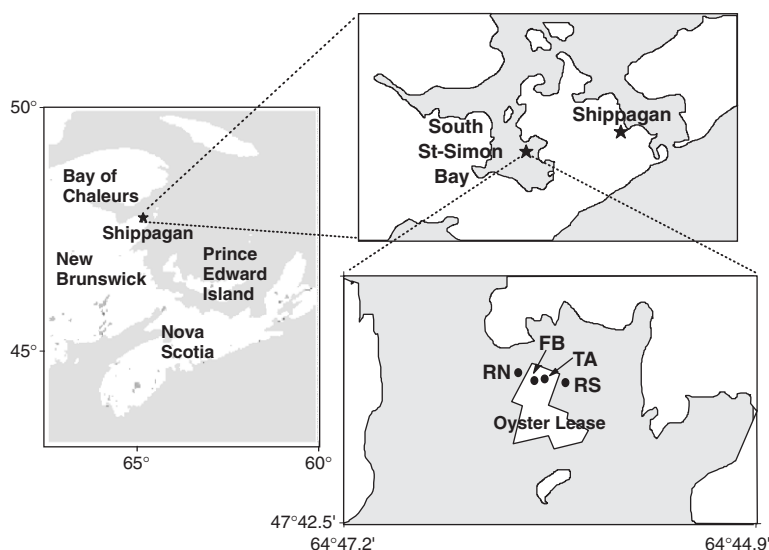 50°
Bay of
Chaleurs
Shippagan
New
Brunswick
Prince
Edward
Island
Nova
Scotia
45°
65°
60°
South
St-Simon
Bay
Shippagan
FB
TA
RN
RS
Oyster Lease
47°42.5'
64°47.2'
64°44.9'